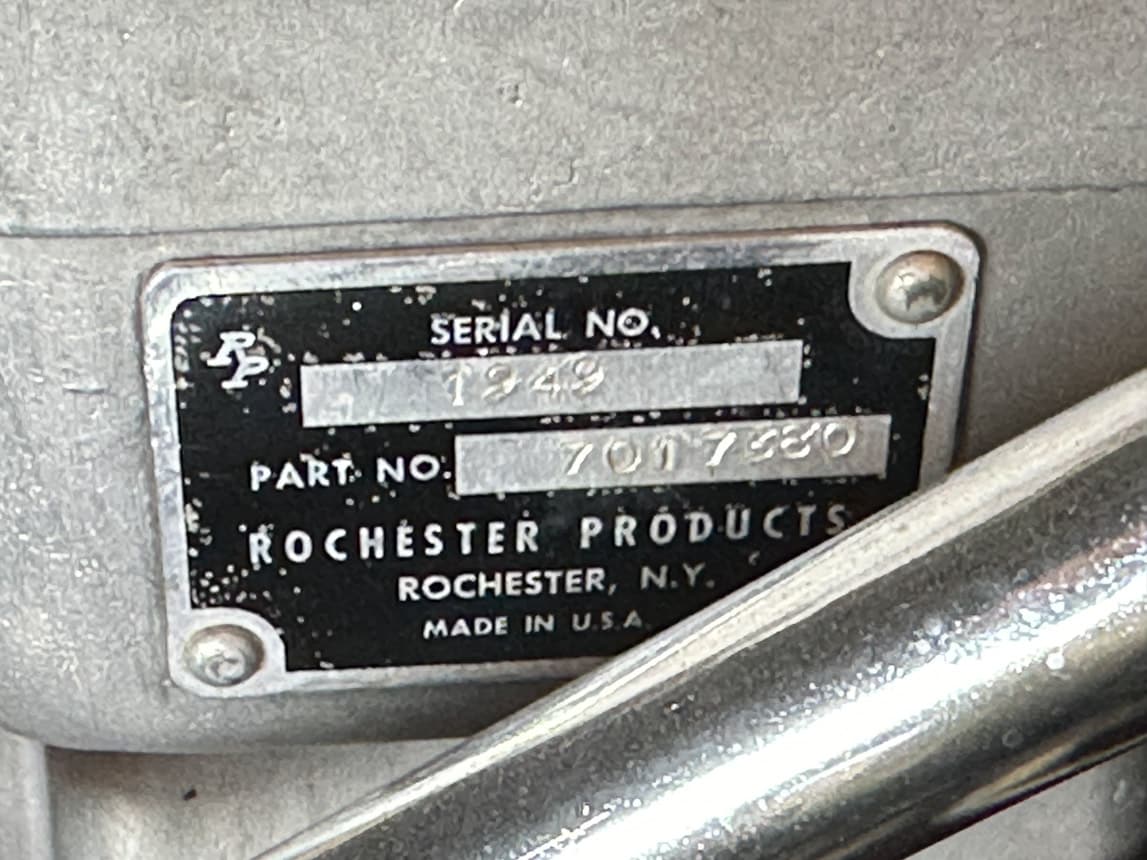 SERIAL NO.
RP
1949
PART NO.
7017380
ROCHESTER PRODUCTS
ROCHESTER, N.Y.
MADE IN U.S.A.